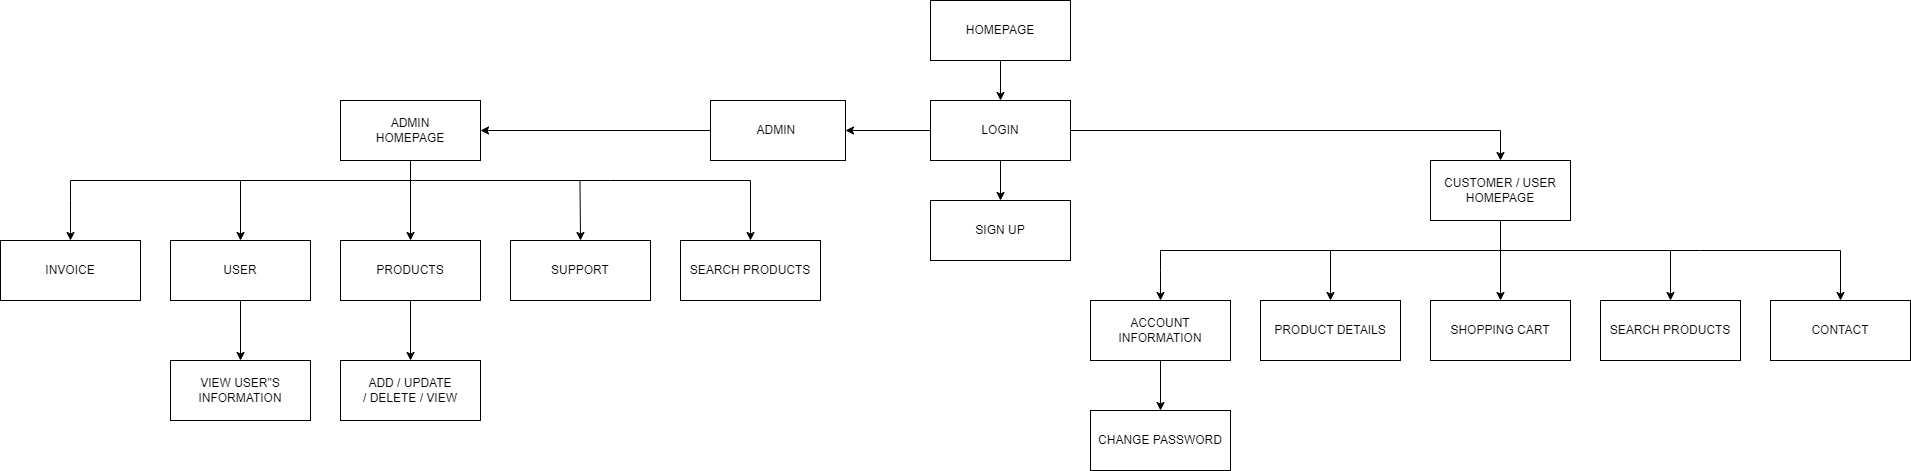 HOMEPAGE
ADMIN
HOMEPAGE
ADMIN
LOGIN
CUSTOMER / USER
HOMEPAGE
SIGN UP
INVOICE
USER
PRODUCTS
SUPPORT
SEARCH PRODUCTS
ACCOUNT
INFORMATION
PRODUCT DETAILS
SHOPPING CART
SEARCH PRODUCTS
CONTACT
VIEW USER"S
INFORMATION
ADD / UPDATE
/ DELETE / VIEW
CHANGE PASSWORD